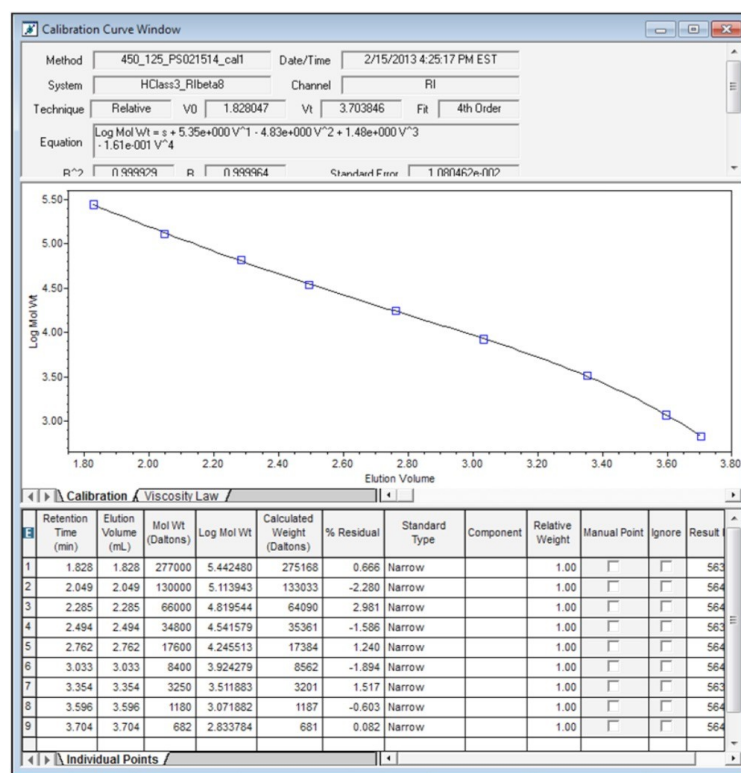 Calibration Curve Window
Method 450_125_PS021514_cal1 Date/Time 2/15/2013 4:25:17 PM EST
System HClass3_RIbeta8 Channel RI
Technique Relative V0 1.828047 Vt 3.703846 Fit 4th Order
Equation Log Mol Wt = s + 5.35e+000 V^1 - 4.83e+000 V^2 + 1.48e+000 V^3
- 1.61e-001 V^4
R^2 0.999929 R 0.999964 Standard Error 1.080462e-002
5.50
5.00
4.50
4.00
3.50
3.00
Log Mol Wt
1.80 2.00 2.20 2.40 2.60 2.80 3.00 3.20 3.40 3.60 3.80
Elution Volume
Calibration Viscosity Law
Retention Time (min) Elution Volume (mL) Mol Wt (Daltons) Log Mol Wt Calculated Weight (Daltons) % Residual Standard Type Component Relative Weight Manual Point Ignore Result
1 1.828 1.828 277000 5.442480 275168 0.666 Narrow 1.00 563
2 2.049 2.049 130000 5.113943 133033 -2.280 Narrow 1.00 564
3 2.285 2.285 66000 4.819544 64090 2.981 Narrow 1.00 564
4 2.494 2.494 34800 4.541579 35361 -1.586 Narrow 1.00 563
5 2.762 2.762 17600 4.245513 17384 1.240 Narrow 1.00 564
6 3.033 3.033 8400 3.924279 8562 -1.894 Narrow 1.00 564
7 3.354 3.354 3250 3.511883 3201 1.517 Narrow 1.00 563
8 3.596 3.596 1180 3.071882 1187 -0.603 Narrow 1.00 564
9 3.704 3.704 682 2.833784 681 0.082 Narrow 1.00 564
Individual Points